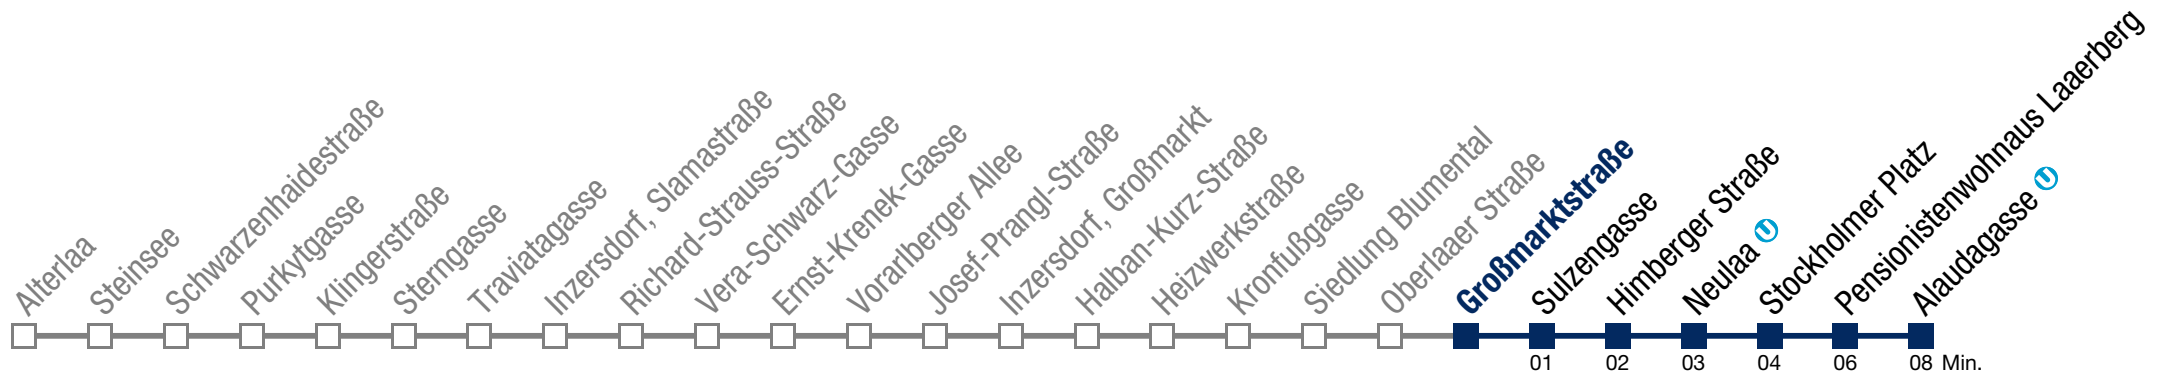 Alterlaa
Steinsee
Schwarzenhaidestraße
Purkytgasse
Klingerstraße
Sterngasse
Traviatagasse
Inzersdorf, Slamastraße
Richard-Strauss-Straße
Vera-Schwarz-Gasse
Ernst-Krenek-Gasse
Vorarlberger Allee
Josef-Prangl-Straße
Inzersdorf, Großmarkt
Halban-Kurz-Straße
Heizwerkstraße
Kronfußgasse
Siedlung Blumental
Oberlaaer Straße
Großmarktstraße
Sulzengasse
Himberger Straße
Neulaa U
Stockholmer Platz
Pensionistenwohnaus Laaerberg
Alaudagasse U
01 02 03 04 06 08 Min.